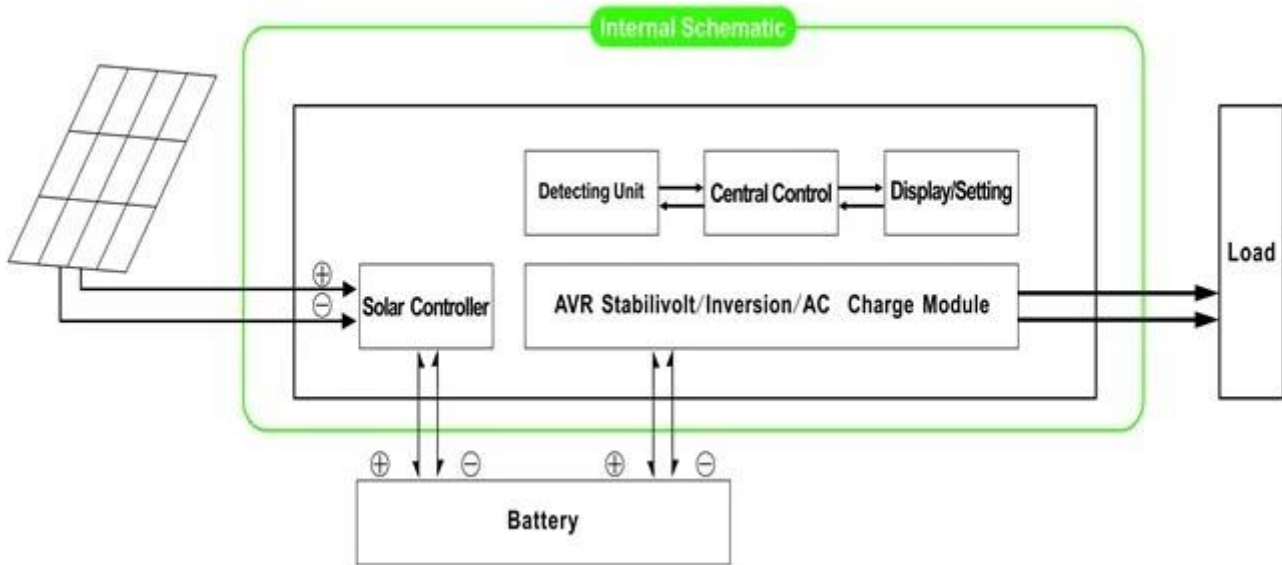 Internal Schematic
Detecting Unit
Central Control
Display/Setting
Load
⊕
⊖
Solar Controller
AVR Stabilivolt/Inversion/AC Charge Module
⊕ ⊖ ⊕ ⊖
Battery